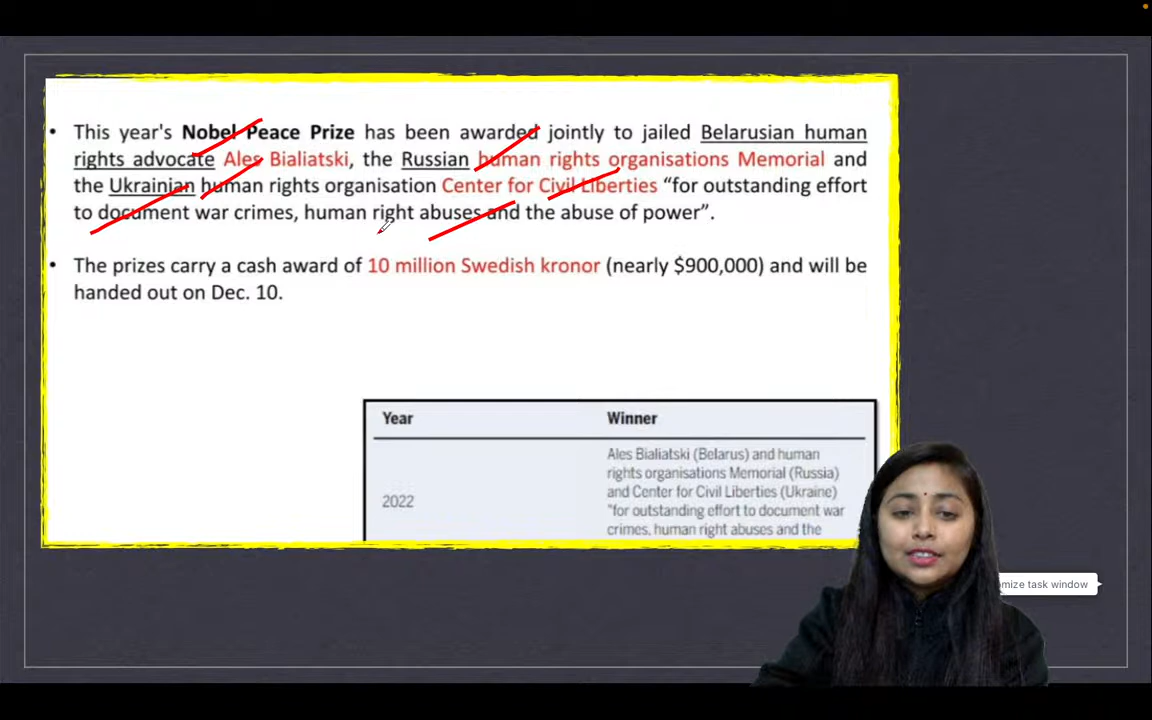 • This year's Nobel Peace Prize has been awarded jointly to jailed Belarusian human
rights advocate Ales Bialiatski, the Russian human rights organisations Memorial and
the Ukrainian human rights organisation Center for Civil Liberties “for outstanding effort
to document war crimes, human right abuses and the abuse of power”.
• The prizes carry a cash award of 10 million Swedish kronor (nearly $900,000) and will be
handed out on Dec. 10.
Year Winner
Ales Bialiatski (Belarus) and human
rights organisations Memorial (Russia)
2022 and Center for Civil Liberties (Ukraine)
“for outstanding effort to document war
crimes, human right abuses and the
task window